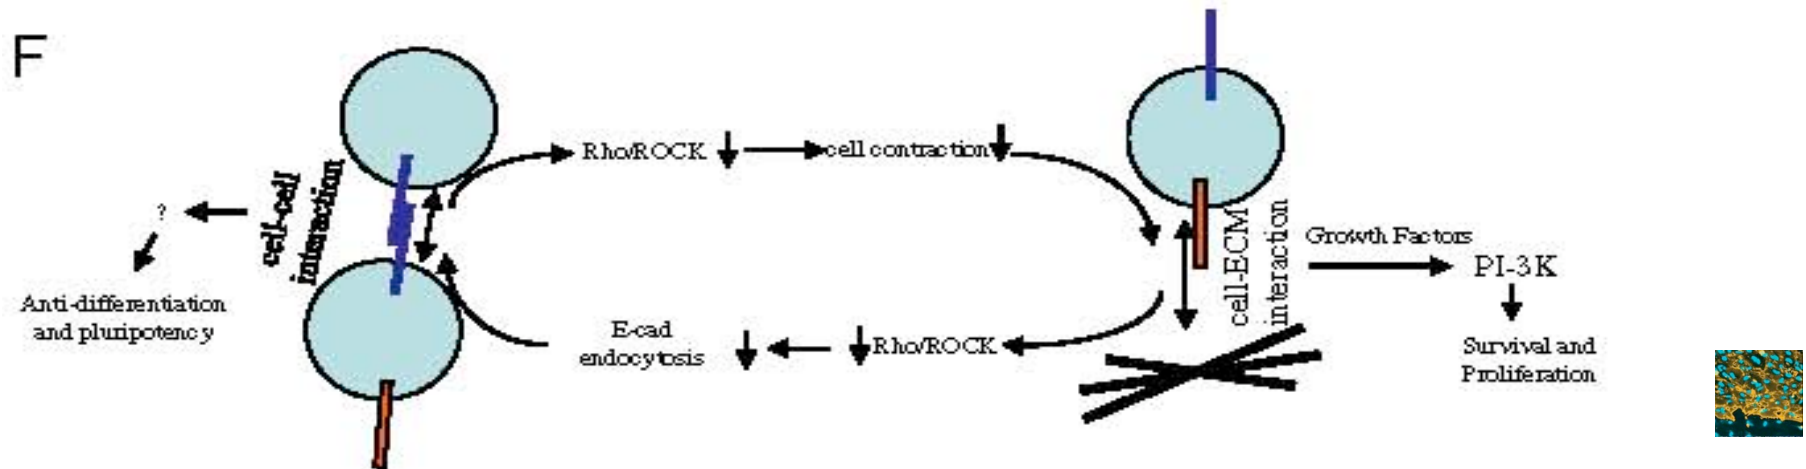 F
Rho/ROCK
cell contraction
cell-cell
interaction
?
Anti-differentiation
and pluripotency
E-cad
endocytosis
Rho/ROCK
cell-ECM
interaction
Growth Factors
PI-3K
Survival and
Proliferation